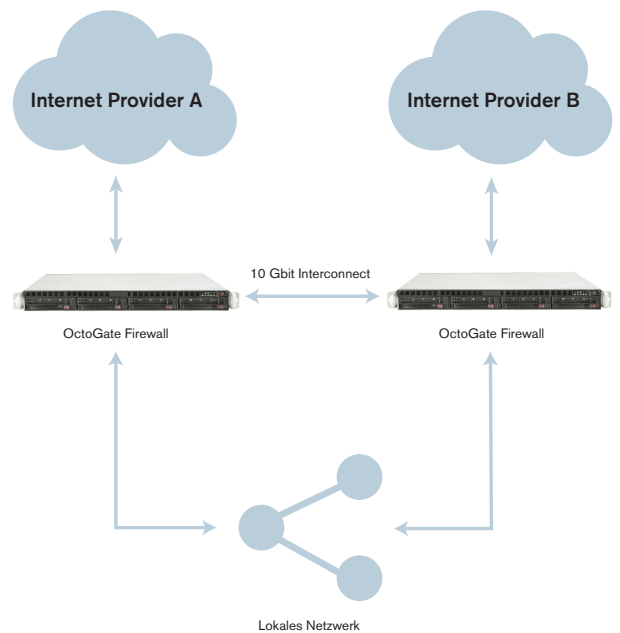 Internet Provider A
Internet Provider B
10 Gbit Interconnect
OctoGate Firewall
OctoGate Firewall
Lokales Netzwerk